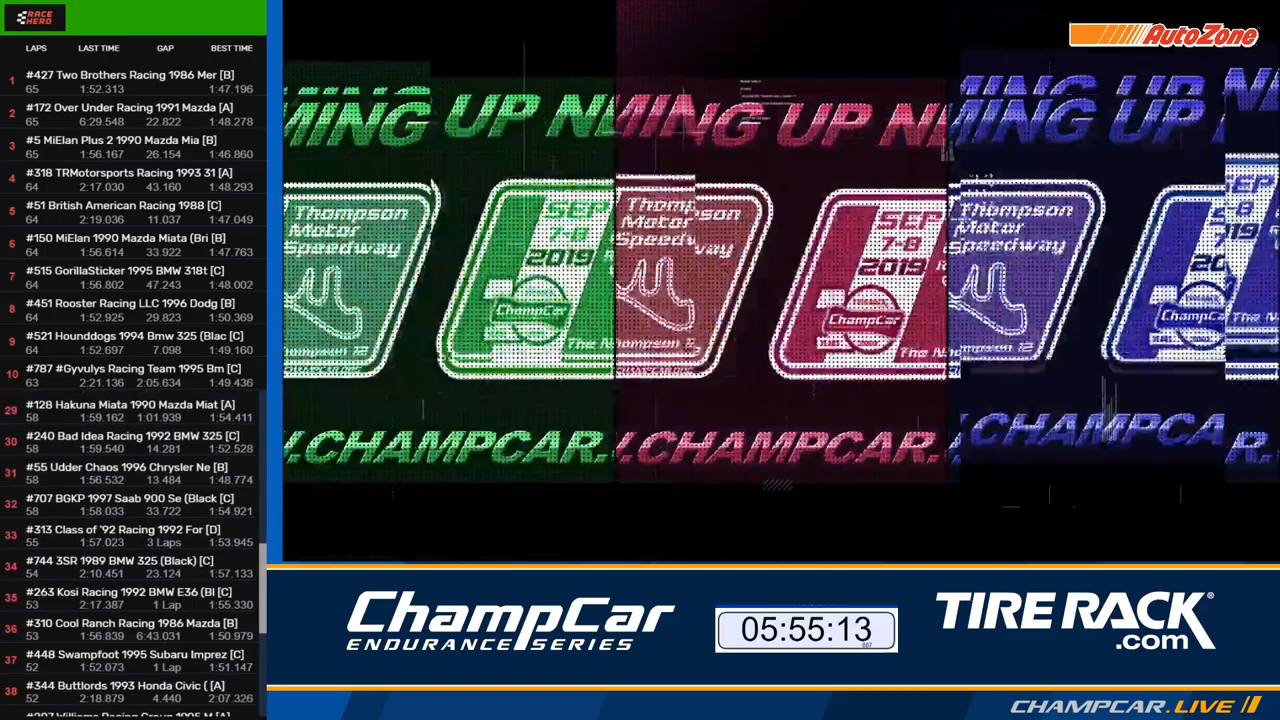 RACE
HERO
LAPS LAST TIME GAP BEST TIME
1 #427 Two Brothers Racing 1986 Mer [B]
65 1:52.313 1:47.196
2 #170 Thunder Racing 1991 Mazda [A]
65 6:29.548 22.822 1:48.278
3 #5 MiElan Plus 2 1990 Mazda Mia [B]
65 1:56.167 26.154 1:46.860
4 #318 TRMotorsports Racing 1993 31 [A]
64 2:17.030 43.160 1:48.293
5 #51 British American Racing 1988 [C]
64 2:19.036 11.037 1:47.049
6 #150 MiElan 1990 Mazda Miata (Bri [B]
64 1:56.614 33.922 1:47.763
7 #515 GorillaSticker 1995 BMW 318t [C]
64 1:56.802 47.243 1:48.002
8 #451 Rooster Racing LLC 1996 Dodg [B]
64 1:52.925 29.823 1:50.369
9 #521 Hounddogs 1994 Bmw 325 (Blac [C]
64 1:52.697 7.098 1:49.160
10 #787 #Gyvulys Racing Team 1995 Bm [C]
63 2:21.136 2:05.634 1:49.436
29 #128 Hakuna Miata 1990 Mazda Miat [A]
58 1:59.162 1:01.939 1:54.411
30 #240 Bad Idea Racing 1992 BMW 325 [C]
58 1:59.540 14.281 1:52.528
31 #55 Udder Chaos 1996 Chrysler Ne [B]
58 1:56.532 13.484 1:48.774
32 #707 BGKP 1997 Saab 900 Se (Black [C]
58 1:58.033 33.722 1:54.921
33 #313 Class of '92 Racing 1992 For [D]
55 1:57.023 3 Laps 1:53.945
34 #744 3SR 1989 BMW 325 (Black) [C]
54 2:10.451 23.124 1:57.133
35 #263 Kosi Racing 1992 BMW E36 (Bl [C]
53 2:17.387 1 Lap 1:55.330
36 #310 Cool Ranch Racing 1986 Mazda [B]
53 1:56.839 6:43.031 1:50.979
37 #448 Swampfoot 1995 Subaru Imprez [C]
52 1:52.073 1 Lap 1:51.147
38 #344 Buttlords 1993 Honda Civic ( [A]
52 2:18.879 4.440 2:07.326
AutoZone
MING UP N MING UP N MING UP
Thompson
Motor
Speedway
SEP
7-8
2019
ChampCar
Thompson
Motor
Speedway
SEP
7-8
2019
ChampCar
Thompson
Motor
Speedway
ChampCa
.CHAMPCAR. .CHAMPCAR. .CHAMPCA R.
ChampCar
ENDURANCE SERIES
05:55:13
TIRE RACK®
.com
CHAMPCAR.LIVE